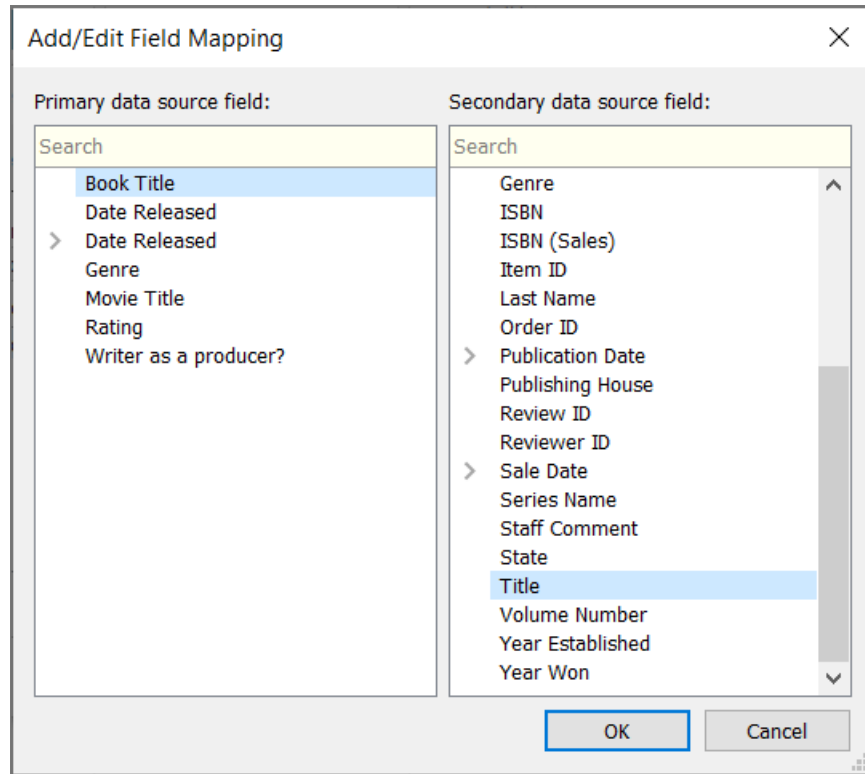 Add/Edit Field Mapping
Primary data source field:
Search
Book Title
Date Released
Date Released
Genre
Movie Title
Rating
Writer as a producer?
Secondary data source field:
Search
Genre
ISBN
ISBN (Sales)
Item ID
Last Name
Order ID
Publication Date
Publishing House
Review ID
Reviewer ID
Sale Date
Series Name
Staff Comment
State
Title
Volume Number
Year Established
Year Won
OK
Cancel